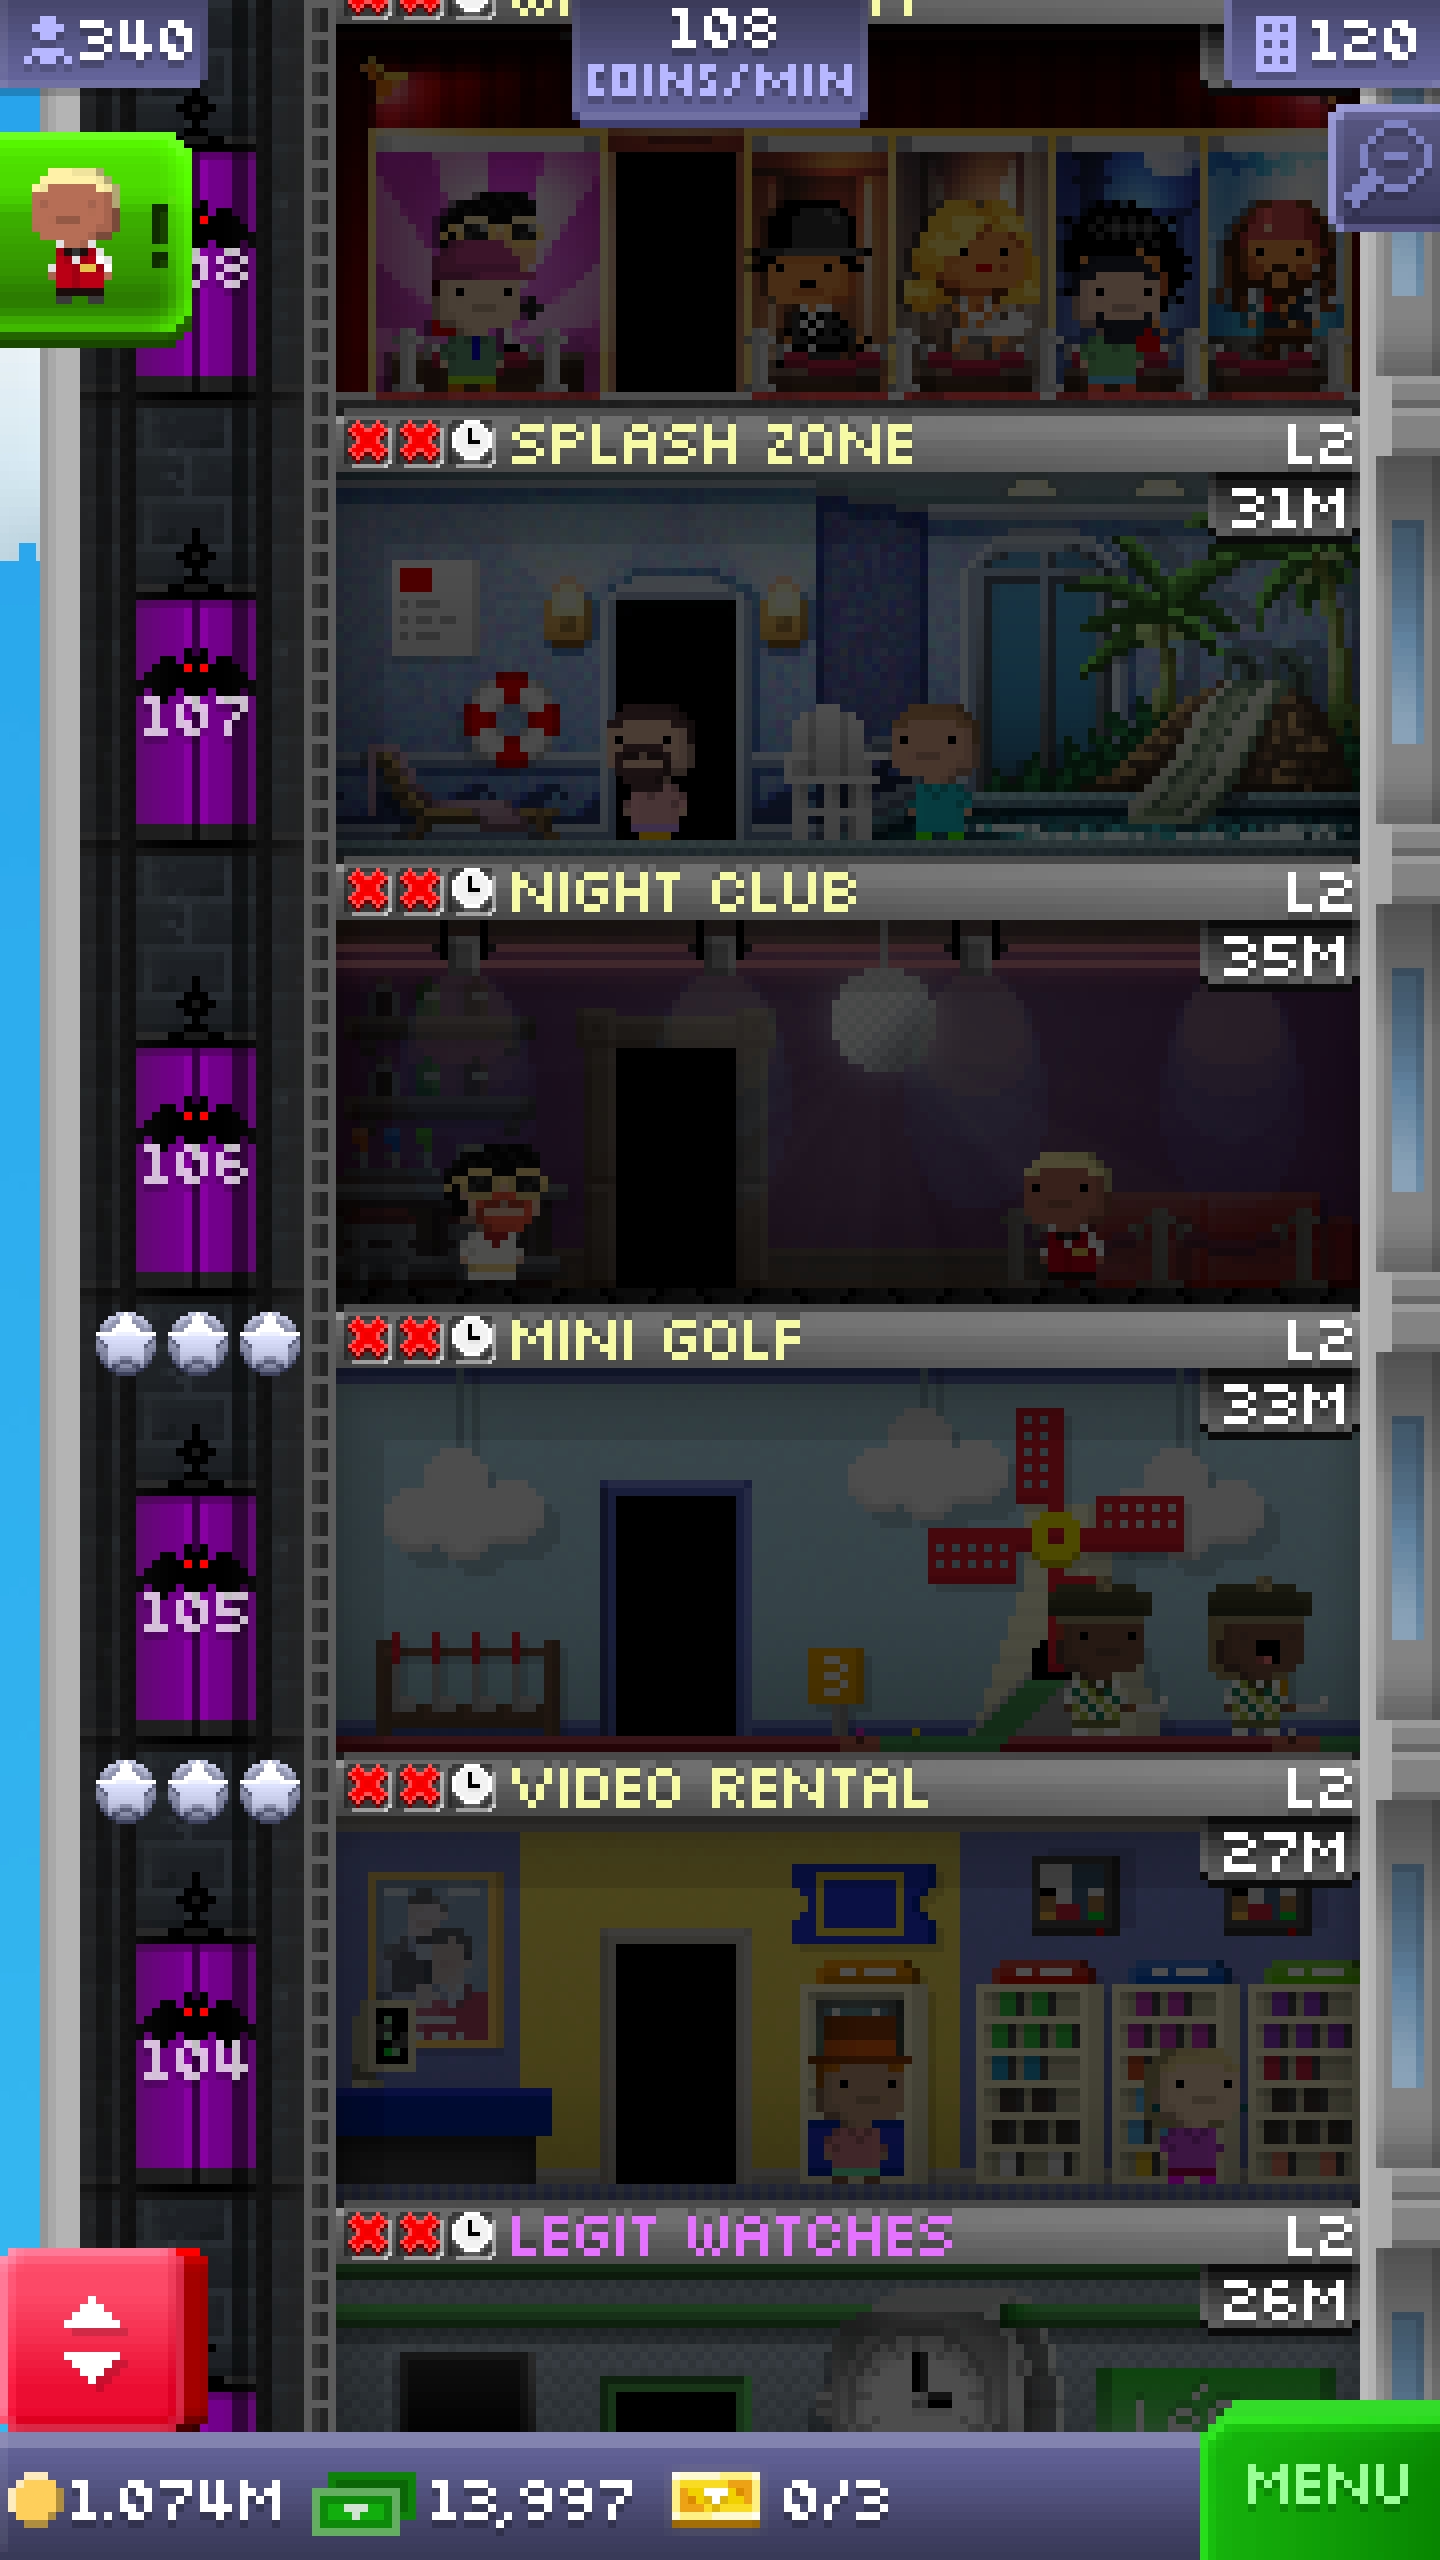 340
108
COINS/MIN
120
!
SPLASH ZONE L2
31M
107
NIGHT CLUB L2
35M
106
MINI GOLF L2
33M
3
105
VIDEO RENTAL L2
27M
104
LEGIT WATCHES L2
26M
1.074M 13,997 0/3 MENU